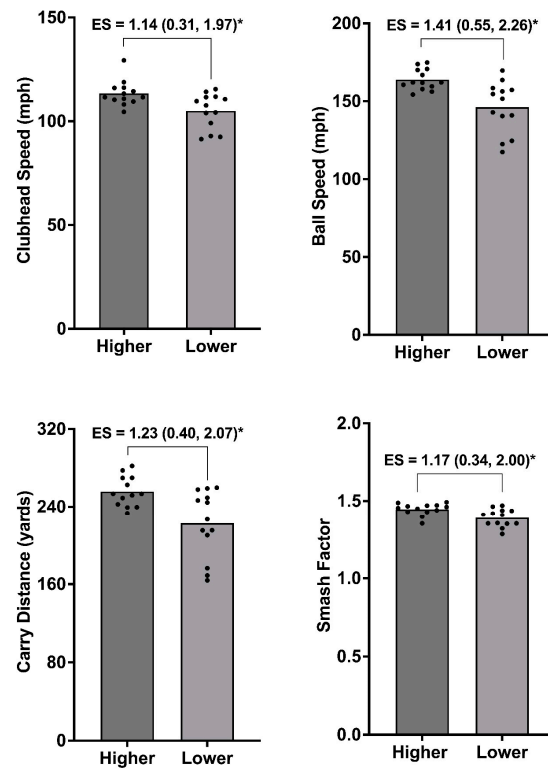 ES = 1.14 (0.31, 1.97)*
Clubhead Speed (mph)
150
100
50
0
Higher Lower
ES = 1.41 (0.55, 2.26)*
Ball Speed (mph)
200
150
100
50
0
Higher Lower
ES = 1.23 (0.40, 2.07)*
Carry Distance (yards)
320
240
160
80
0
Higher Lower
ES = 1.17 (0.34, 2.00)*
Smash Factor
2.0
1.5
1.0
0.5
0.0
Higher Lower